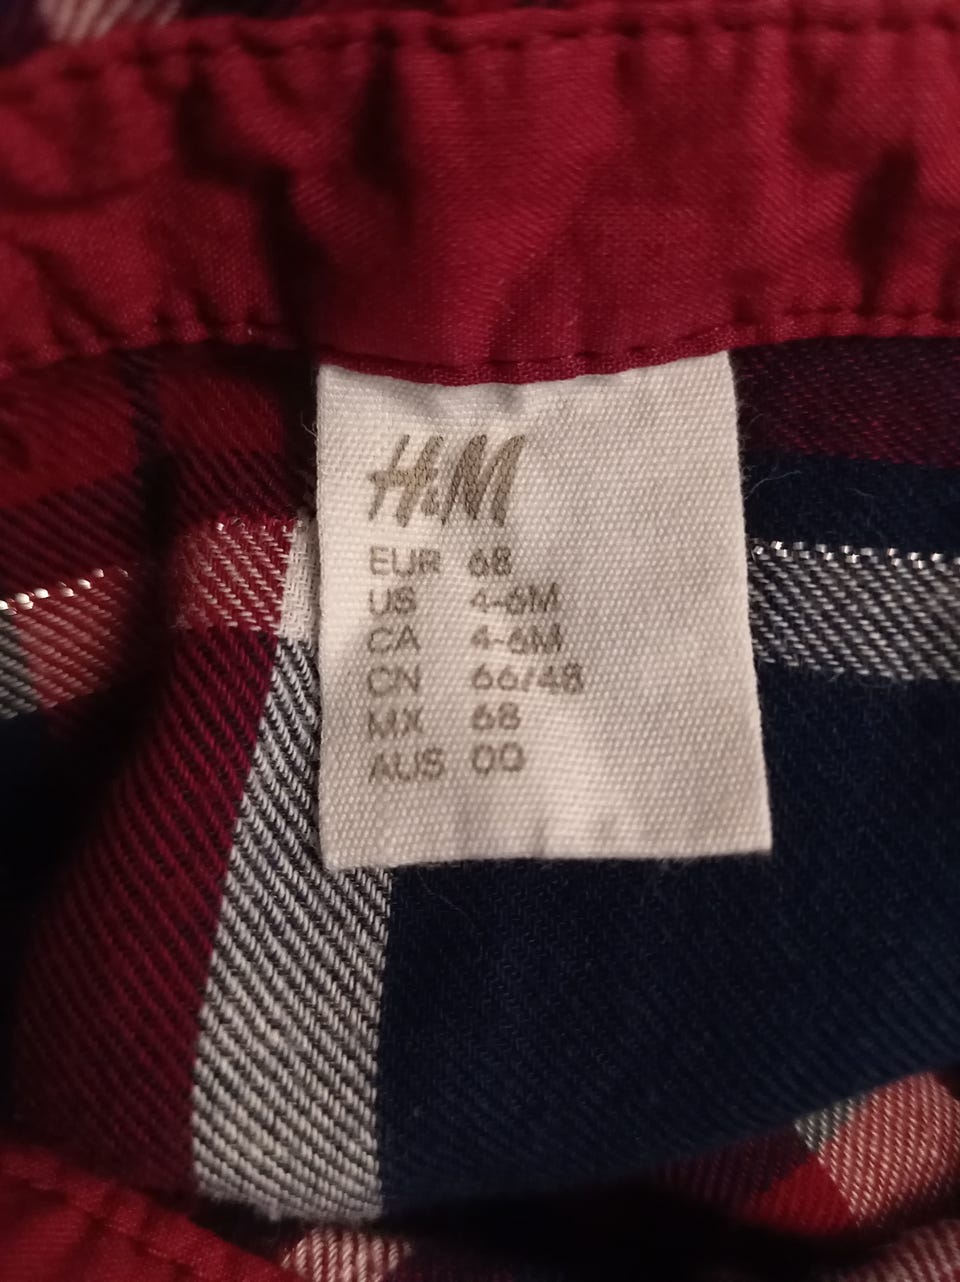 H&M
EUR 68
US 4-6M
CA 4-6M
CN 66/48
MX 68
AUS 00